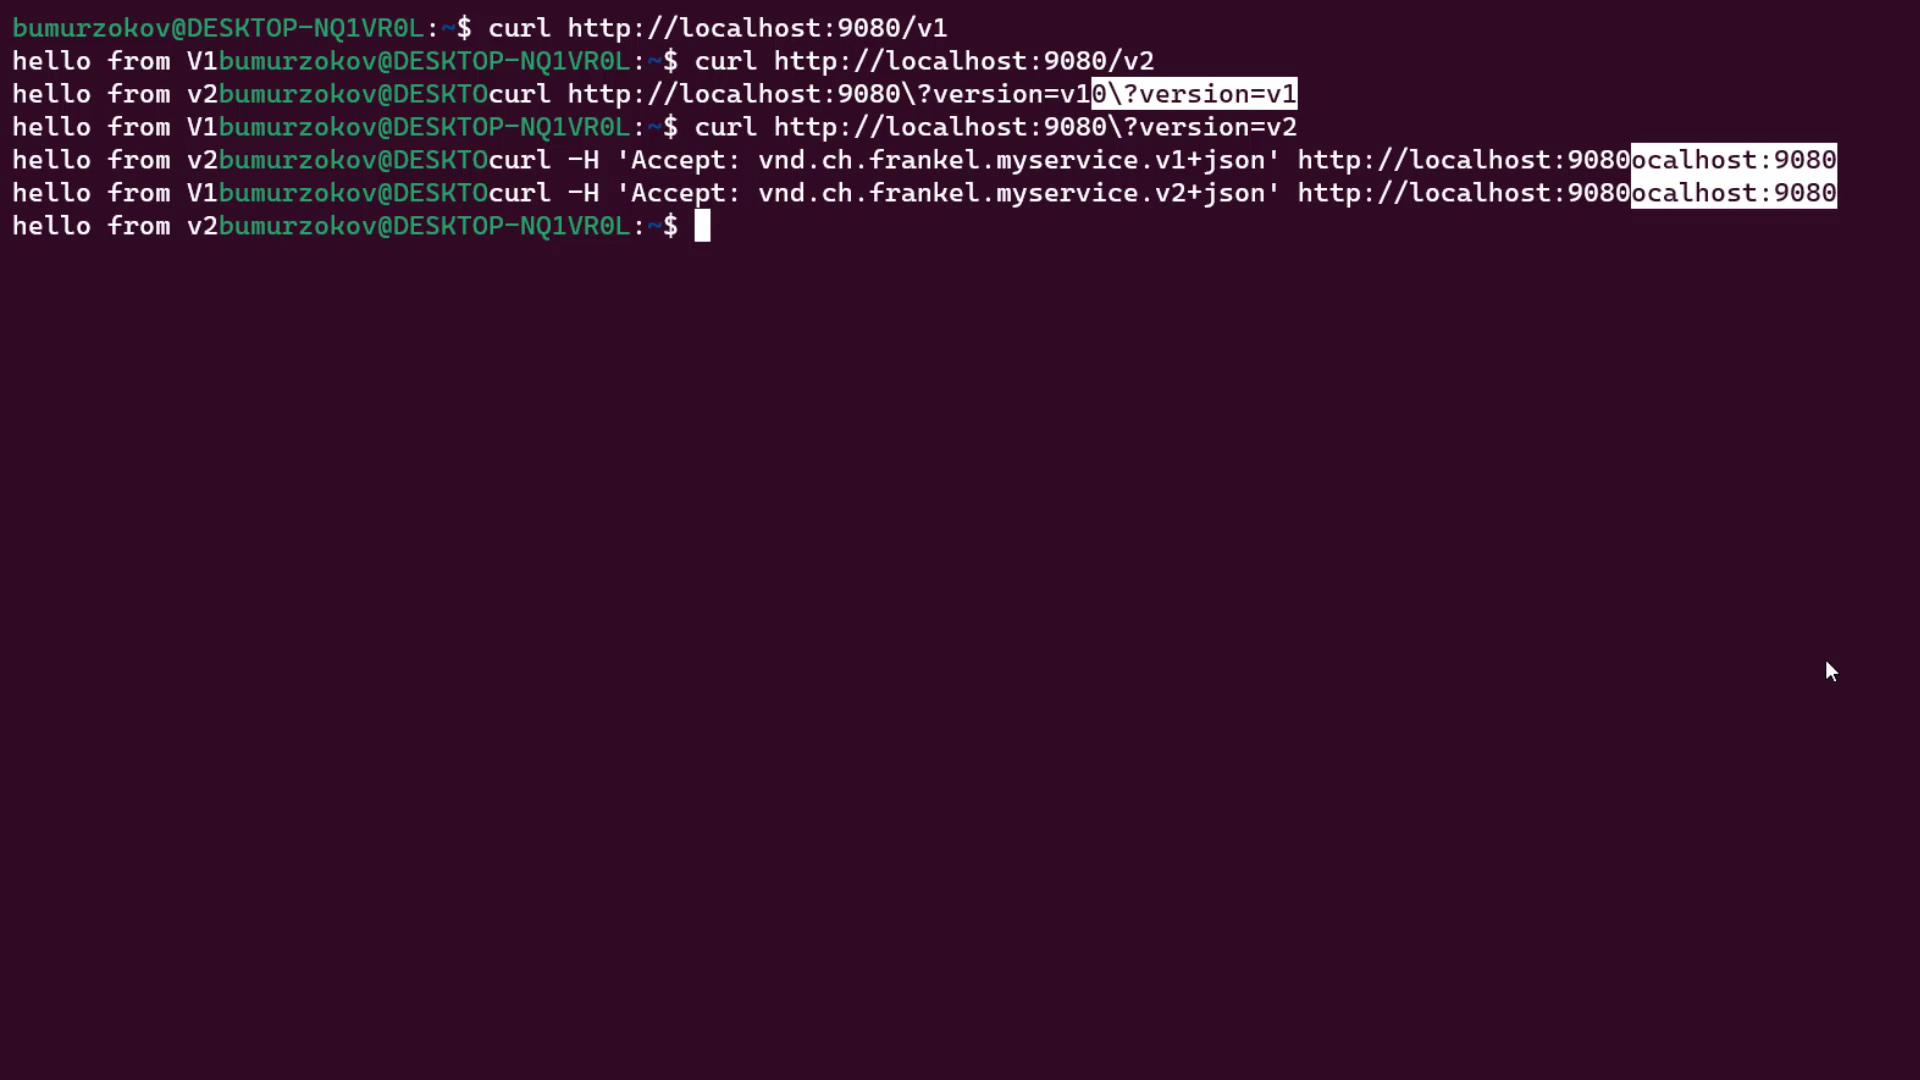 bumurzokov@DESKTOP-NQ1VR0L:~$ curl http://localhost:9080/v1
hello from V1bumurzokov@DESKTOP-NQ1VR0L:~$ curl http://localhost:9080/v2
hello from v2bumurzokov@DESKTOcurl http://localhost:9080\?version=v10\?version=v1
hello from V1bumurzokov@DESKTOP-NQ1VR0L:~$ curl http://localhost:9080\?version=v2
hello from v2bumurzokov@DESKTOcurl -H 'Accept: vnd.ch.frankel.myservice.v1+json' http://localhost:9080ocalhost:9080
hello from V1bumurzokov@DESKTOcurl -H 'Accept: vnd.ch.frankel.myservice.v2+json' http://localhost:9080ocalhost:9080
hello from v2bumurzokov@DESKTOP-NQ1VR0L:~$